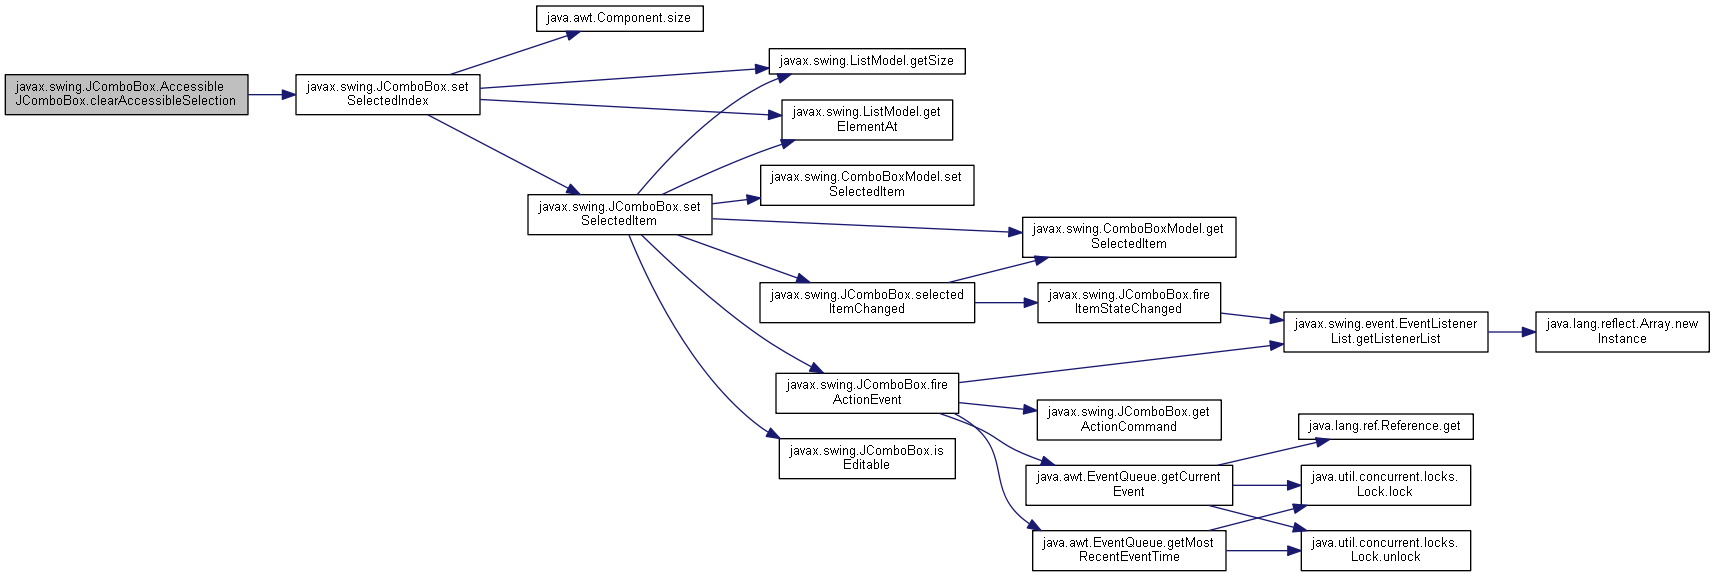 javax.swing.JComboBox.Accessible
JComboBox.clearAccessibleSelection
javax.swing.JComboBox.set
SelectedIndex
java.awt.Component.size
javax.swing.ListModel.getSize
javax.swing.ListModel.get
ElementAt
javax.swing.JComboBox.set
SelectedItem
javax.swing.ComboBoxModel.set
SelectedItem
javax.swing.ComboBoxModel.get
SelectedItem
javax.swing.JComboBox.selected
ItemChanged
javax.swing.JComboBox.fire
ItemStateChanged
javax.swing.event.EventListener
List.getListenerList
java.lang.reflect.Array.new
Instance
javax.swing.JComboBox.fire
ActionEvent
javax.swing.JComboBox.get
ActionCommand
javax.swing.JComboBox.is
Editable
java.awt.EventQueue.getCurrent
Event
java.lang.ref.Reference.get
java.util.concurrent.locks.
Lock.lock
java.awt.EventQueue.getMost
RecentEventTime
java.util.concurrent.locks.
Lock.unlock